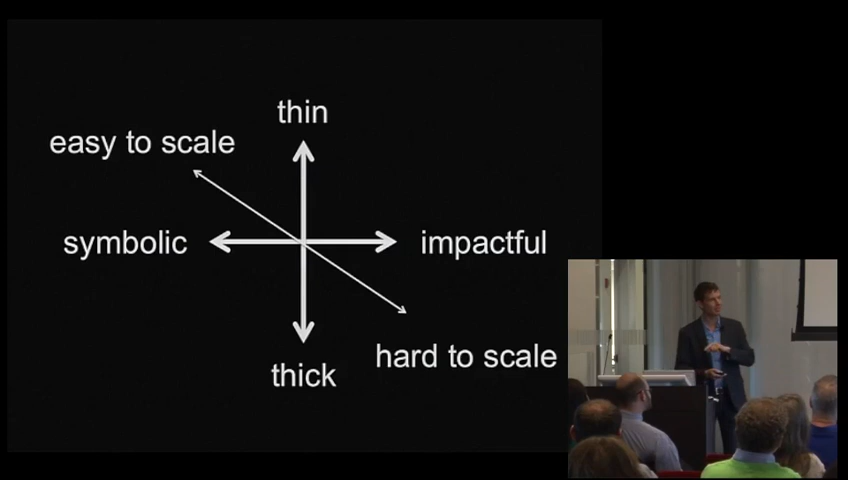 thin
easy to scale
symbolic
impactful
hard to scale
thick